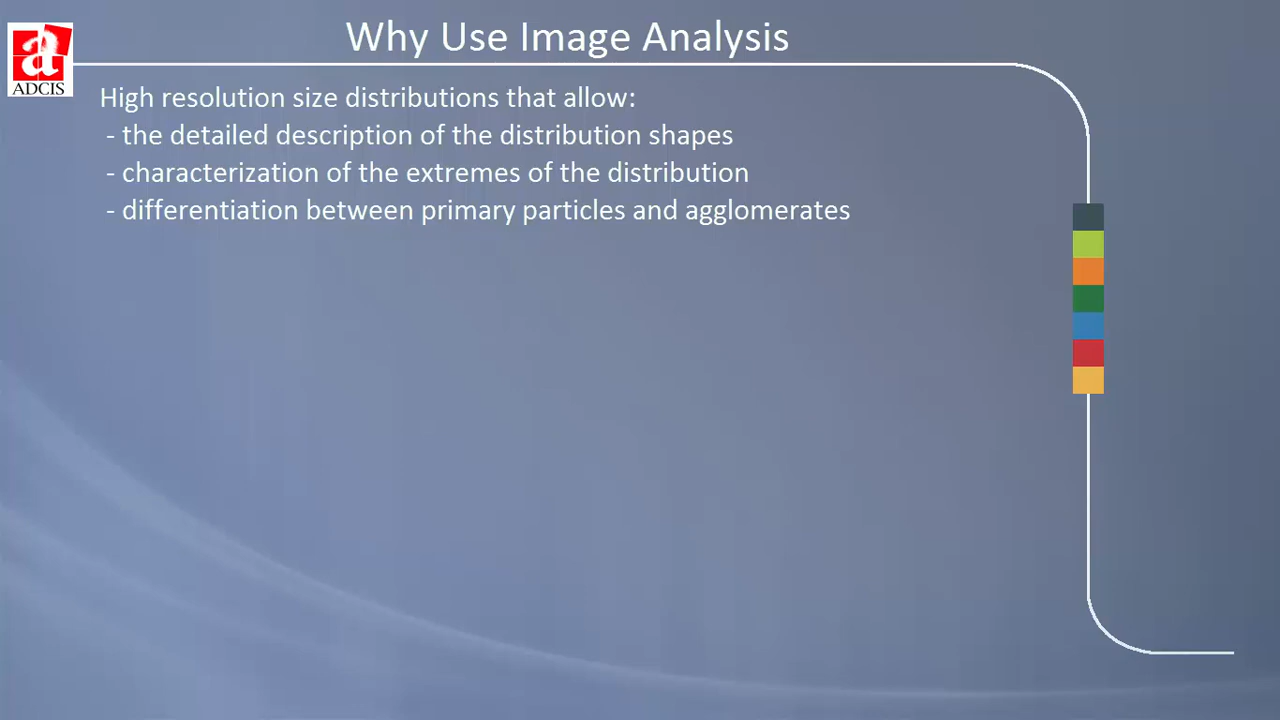 Why Use Image Analysis
a
ADCIS
High resolution size distributions that allow:
- the detailed description of the distribution shapes
- characterization of the extremes of the distribution
- differentiation between primary particles and agglomerates